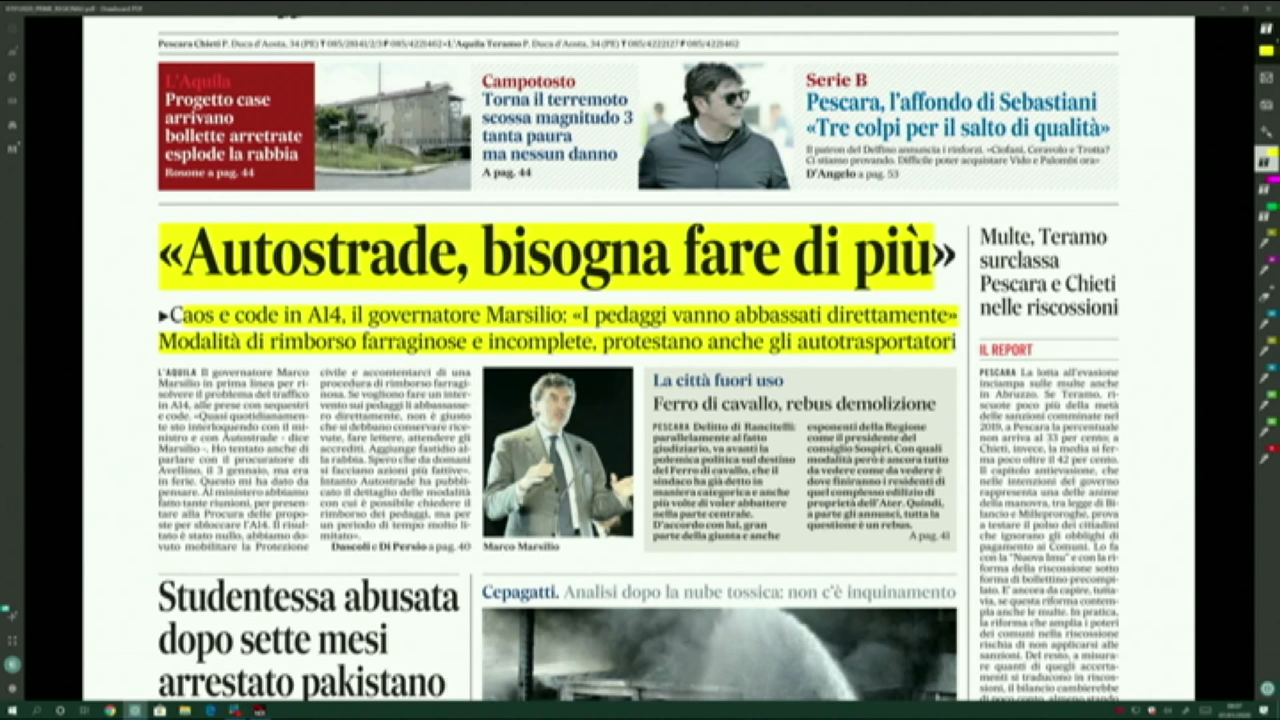 Pescara Chieti P. Duca d'Aosta, 34 (PE) T 085/28141/2/3 F 085/4221462 • L'Aquila Teramo P. Duca d'Aosta, 34 (PE) T 085/4222127 F 085/4221462
L'Aquila
Progetto case
arrivano
bollette arretrate
esplode la rabbia
Rosone a pag. 44
Campotosto
Torna il terremoto
scossa magnitudo 3
tanta paura
ma nessun danno
A pag. 44
Serie B
Pescara, l'affondo di Sebastiani
«Tre colpi per il salto di qualità»
Il patron del Delfino annuncia i rinforzi. «Ciofani, Ceravolo e Trotta?
Ci stiamo provando. Difficile poter acquistare Vido e Palombi ora»
D'Angelo a pag. 53
«Autostrade, bisogna fare di più»
▸Caos e code in A14, il governatore Marsilio: «I pedaggi vanno abbassati direttamente»
Modalità di rimborso farraginose e incomplete, protestano anche gli autotrasportatori
L'AQUILA Il governatore Marco
Marsilio in prima linea per ri-
solvere il problema del traffico
in A14, alle prese con sequestri
e code. «Quasi quotidianamen-
te sto interloquendo con il mi-
nistro e con Autostrade - dice
Marsilio -. Ho tentato anche di
parlare con il procuratore di
Avellino, il 3 gennaio, ma era
in ferie. Questo mi ha dato da
pensare. Al ministero abbiamo
fatto tante riunioni, per presen-
tare alla Procura delle propo-
ste per sbloccare l'A14. Il risul-
tato è stato nullo, abbiamo do-
vuto mobilitare la Protezione
civile e accontentarci di una
procedura di rimborso farragi-
nosa. Se vogliono fare un inter-
vento sui pedaggi li abbassasse-
ro direttamente, non è giusto
che si debbano conservare rice-
vute, fare lettere, attendere gli
accrediti. Aggiunge fastidio al-
la rabbia. Spero che da domani
si facciano azioni più fattive».
Intanto Autostrade ha pubbli-
cato il dettaglio delle modalità
con cui è possibile chiedere il
rimborso del pedaggi, ma per
un periodo di tempo molto li-
mitato».
Dascoli e Di Persio a pag. 40
Marco Marsilio
La città fuori uso
Ferro di cavallo, rebus demolizione
PESCARA Delitto di Rancitelli:
parallelamente al fatto
giudiziario, va avanti la
polemica politica sul destino
del Ferro di cavallo, che il
sindaco ha già detto in
maniera categorica e anche
più volte di voler abbattere
nella parte centrale.
D'accordo con lui, gran
parte della giunta e anche
esponenti della Regione
come il presidente del
consiglio Sospiri. Con quali
modalità però è ancora tutto
da vedere come da vedere è
dove finiranno i residenti di
quel complesso edilizio di
proprietà dell'Ater. Quindi,
a parte gli annunci, tutta la
questione è un rebus.
A pag. 41
Multe, Teramo
surclassa
Pescara e Chieti
nelle riscossioni
IL REPORT
PESCARA La lotta all'evasione
inciampa sulle multe anche
in Abruzzo. Se Teramo, ri-
scuote poco più della metà
delle sanzioni comminate nel
2019, a Pescara la percentuale
non arriva al 33 per cento; a
Chieti, invece, la media si fer-
ma poco oltre il 42 per cento.
Il capitolo antievasione, che
nelle intenzioni del governo
rappresenta una delle anime
della manovra, tra legge di Bi-
lancio e Milleproroghe, prova
a testare il polso dei cittadini
che ignorano gli obblighi di
pagamento ai Comuni. Lo fa
con la "Nuova Imu" e con la ri-
forma della riscossione sotto
forma di bollettino precompi-
lato. E' ancora da capire, tutta-
via, se questa riforma contem-
pla anche le multe. In pratica,
la riforma che amplia i poteri
dei comuni nella riscossione
rischia di non applicarsi alle
sanzioni. Del resto, a misura-
re quanti di quegli accerta-
menti si traducono in riscos-
sioni, il bilancio cambierebbe
di poco, almeno stando
Studentessa abusata
dopo sette mesi
arrestato pakistano
Cepagatti. Analisi dopo la nube tossica: non c'è inquinamento